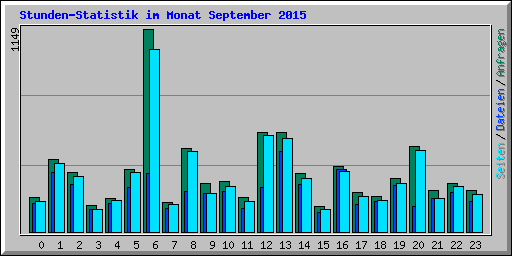 Stunden-Statistik im Monat September 2015
1149
Seiten/Dateien/Anfragen
0 1 2 3 4 5 6 7 8 9 10 11 12 13 14 15 16 17 18 19 20 21 22 23